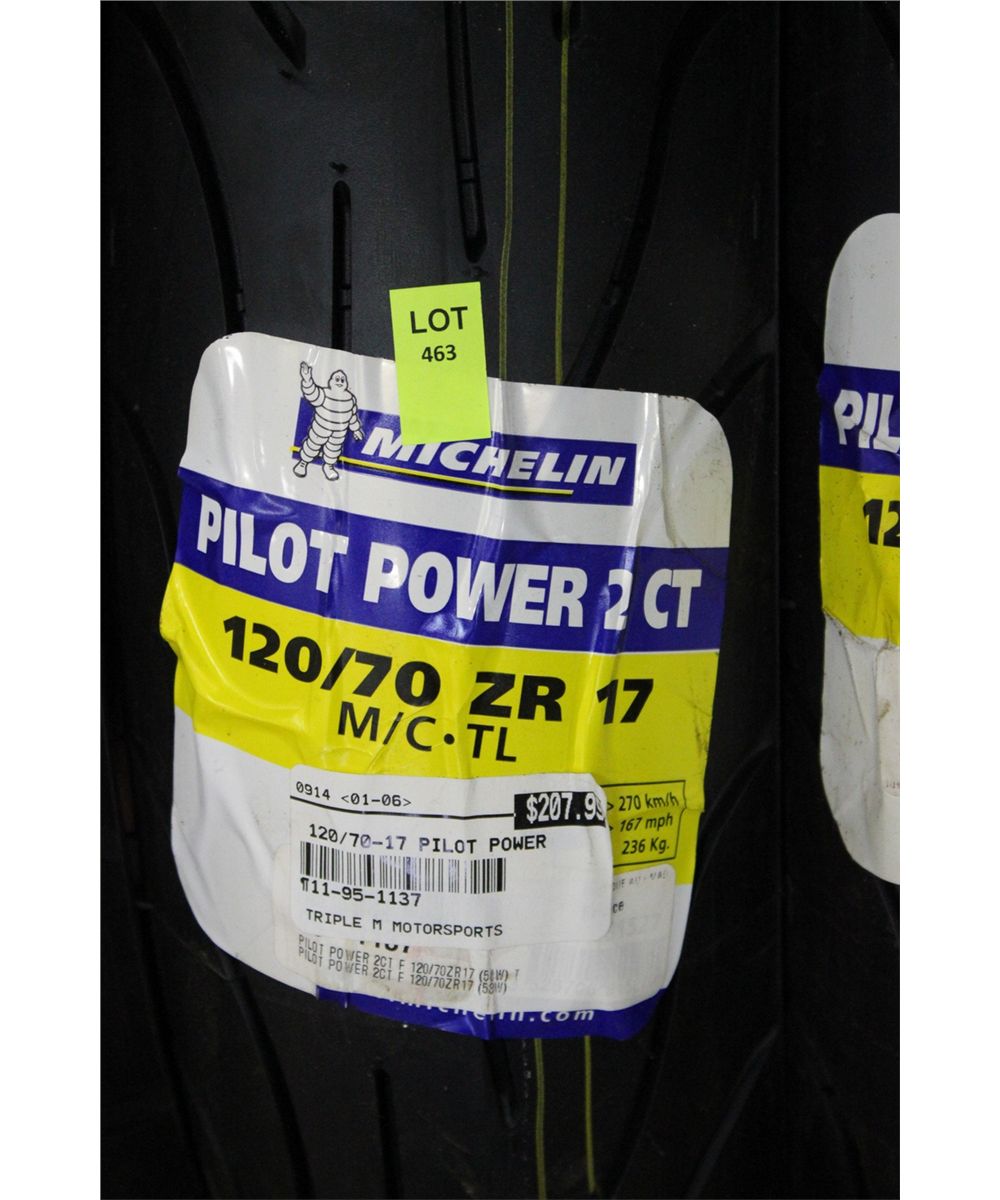 LOT
463
MICHELIN
PILOT POWER 2 CT
120/70 ZR 17
M/C • TL
0914 <01-06>
$207.99
> 270 km/h
> 167 mph
236 Kg.
120/70-17 PILOT POWER
11-95-1137
TRIPLE M MOTORSPORTS
PILOT POWER 2CT F 120/70ZR17 (58W) T
PILOT POWER 2CT F 120/70ZR17 (58W)
michelin.com
PIL
12